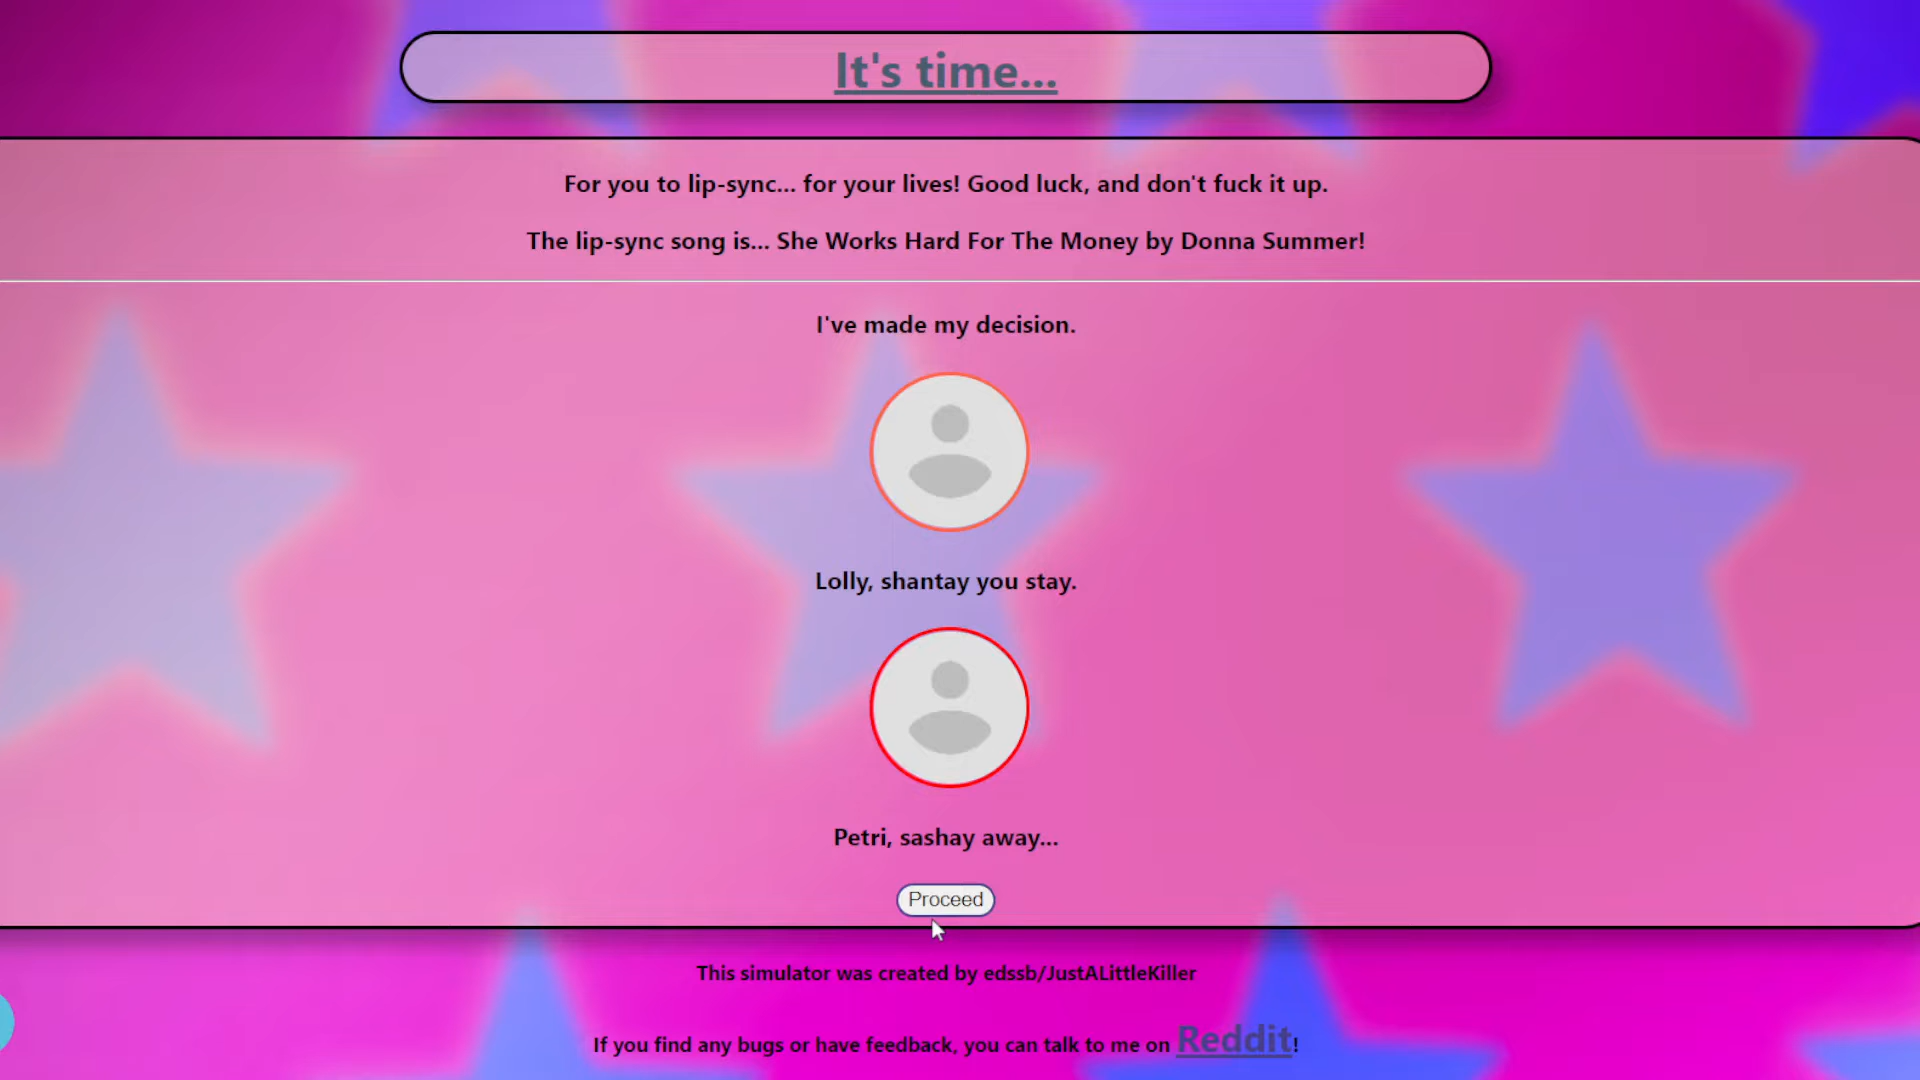 It's time...
For you to lip-sync... for your lives! Good luck, and don't fuck it up.
The lip-sync song is... She Works Hard For The Money by Donna Summer!
I've made my decision.
Lolly, shantay you stay.
Petri, sashay away...
Proceed
This simulator was created by edssb/JustALittleKiller
If you find any bugs or have feedback, you can talk to me on Reddit!